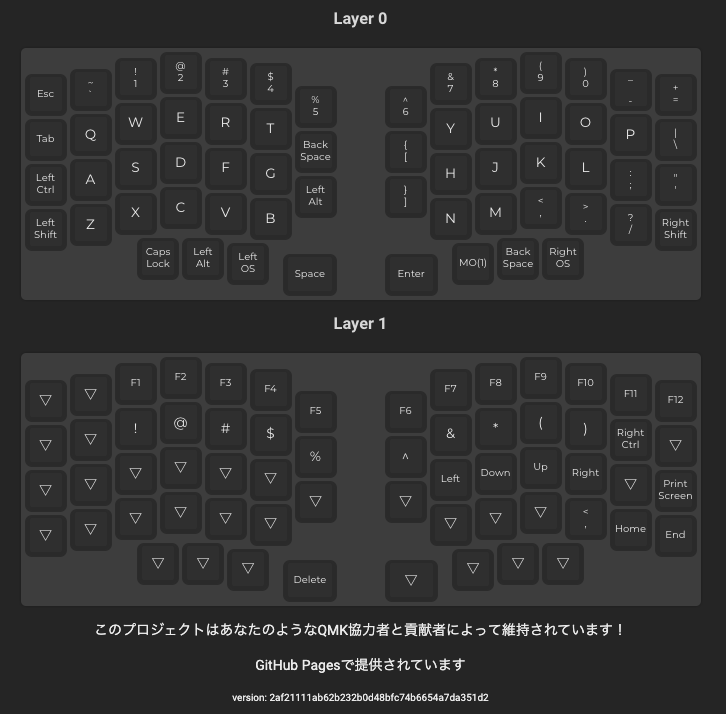 Layer 0
Esc ~ ` ! 1 @ 2 # 3 $ 4 % 5 ^ 6 & 7 * 8 ( 9 ) 0 _ - + =
Tab Q W E R T Back Space { [ Y U I O P | \
Left Ctrl A S D F G Left Alt } ] H J K L : ; " '
Left Shift Z X C V B N M < , > . ? / Right Shift
Caps Lock Left Alt Left OS Space Enter MO(1) Back Space Right OS
Layer 1
▽ ▽ F1 F2 F3 F4 F5 F6 F7 F8 F9 F10 F11 F12
▽ ▽ ! @ # $ % ^ & * ( ) Right Ctrl ▽
▽ ▽ ▽ ▽ ▽ ▽ ▽ ▽ Left Down Up Right ▽ Print Screen
▽ ▽ ▽ ▽ ▽ ▽ ▽ ▽ ▽ < , Home End
▽ ▽ ▽ Delete ▽ ▽ ▽ ▽
このプロジェクトはあなたのようなQMK協力者と貢献者によって維持されています！
GitHub Pagesで提供されています
version: 2af21111ab62b232b0d48bfc74b6654a7da351d2